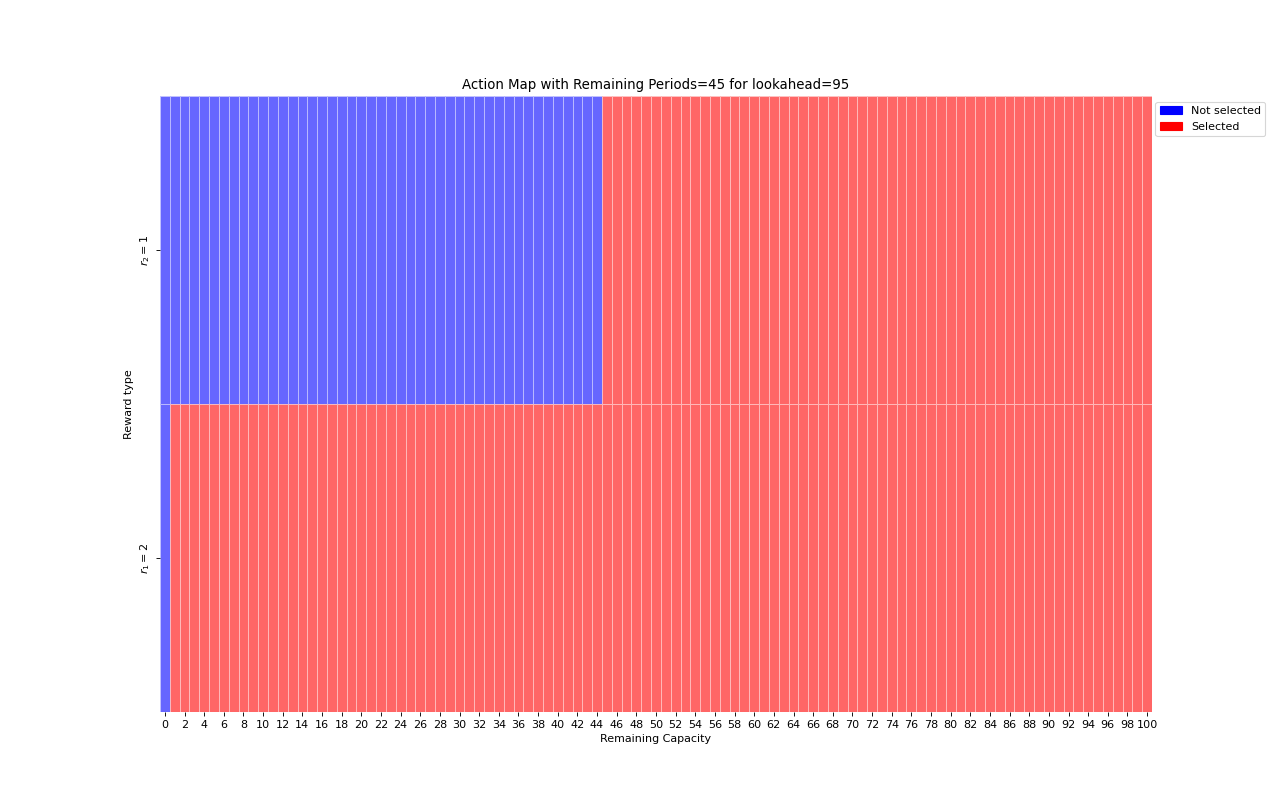 Action Map with Remaining Periods=45 for lookahead=95
Not selected
Selected
r₂ = 1
Reward type
r₁ = 2
0 2 4 6 8 10 12 14 16 18 20 22 24 26 28 30 32 34 36 38 40 42 44 46 48 50 52 54 56 58 60 62 64 66 68 70 72 74 76 78 80 82 84 86 88 90 92 94 96 98 100
Remaining Capacity